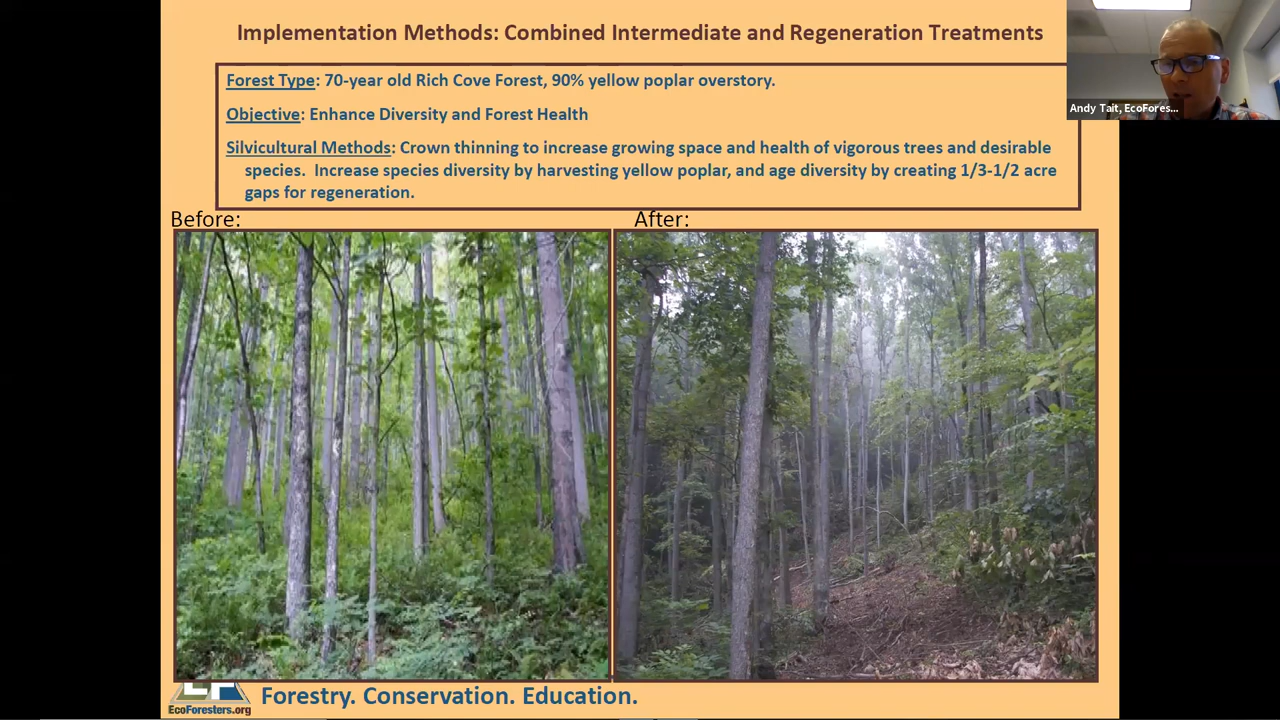 Implementation Methods: Combined Intermediate and Regeneration Treatments
Andy Tait, EcoFores...
Forest Type: 70-year old Rich Cove Forest, 90% yellow poplar overstory.
Objective: Enhance Diversity and Forest Health
Silvicultural Methods: Crown thinning to increase growing space and health of vigorous trees and desirable
species. Increase species diversity by harvesting yellow poplar, and age diversity by creating 1/3-1/2 acre
gaps for regeneration.
Before:
After:
EcoForesters.org
Forestry. Conservation. Education.